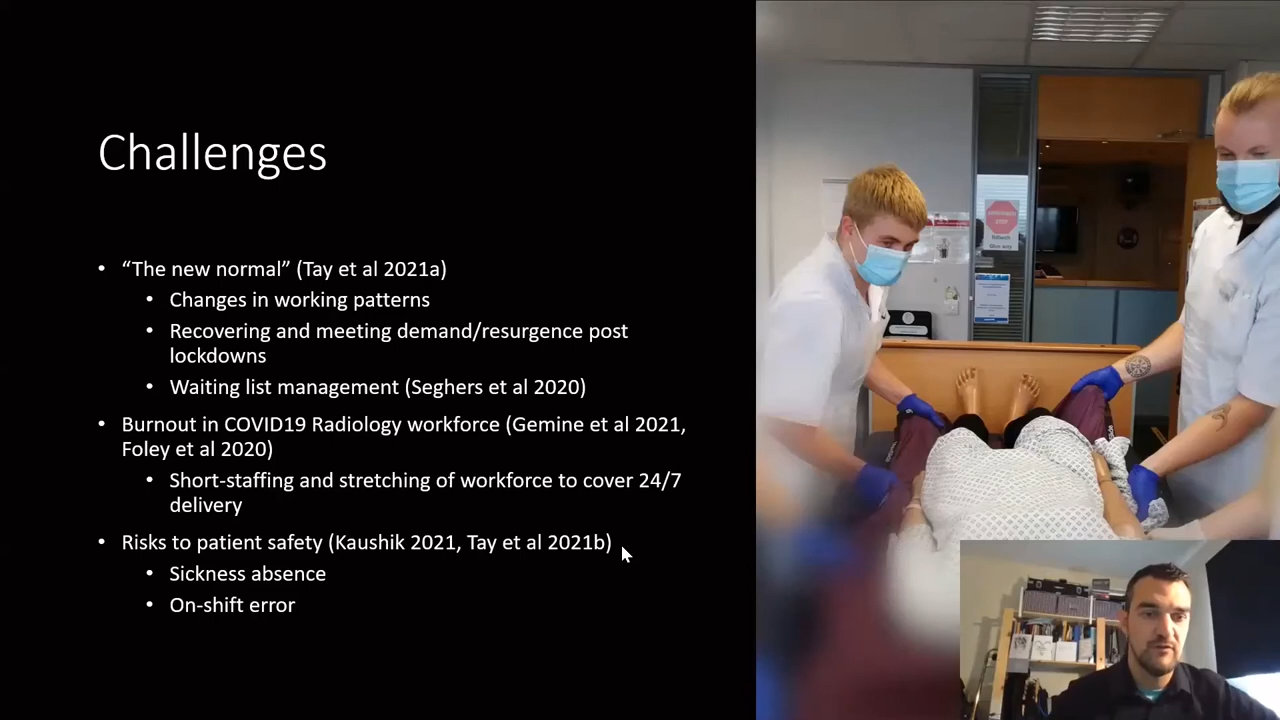 Challenges
• “The new normal” (Tay et al 2021a)
• Changes in working patterns
• Recovering and meeting demand/resurgence post
lockdowns
• Waiting list management (Seghers et al 2020)
• Burnout in COVID19 Radiology workforce (Gemine et al 2021,
Foley et al 2020)
• Short-staffing and stretching of workforce to cover 24/7
delivery
• Risks to patient safety (Kaushik 2021, Tay et al 2021b)
• Sickness absence
• On-shift error